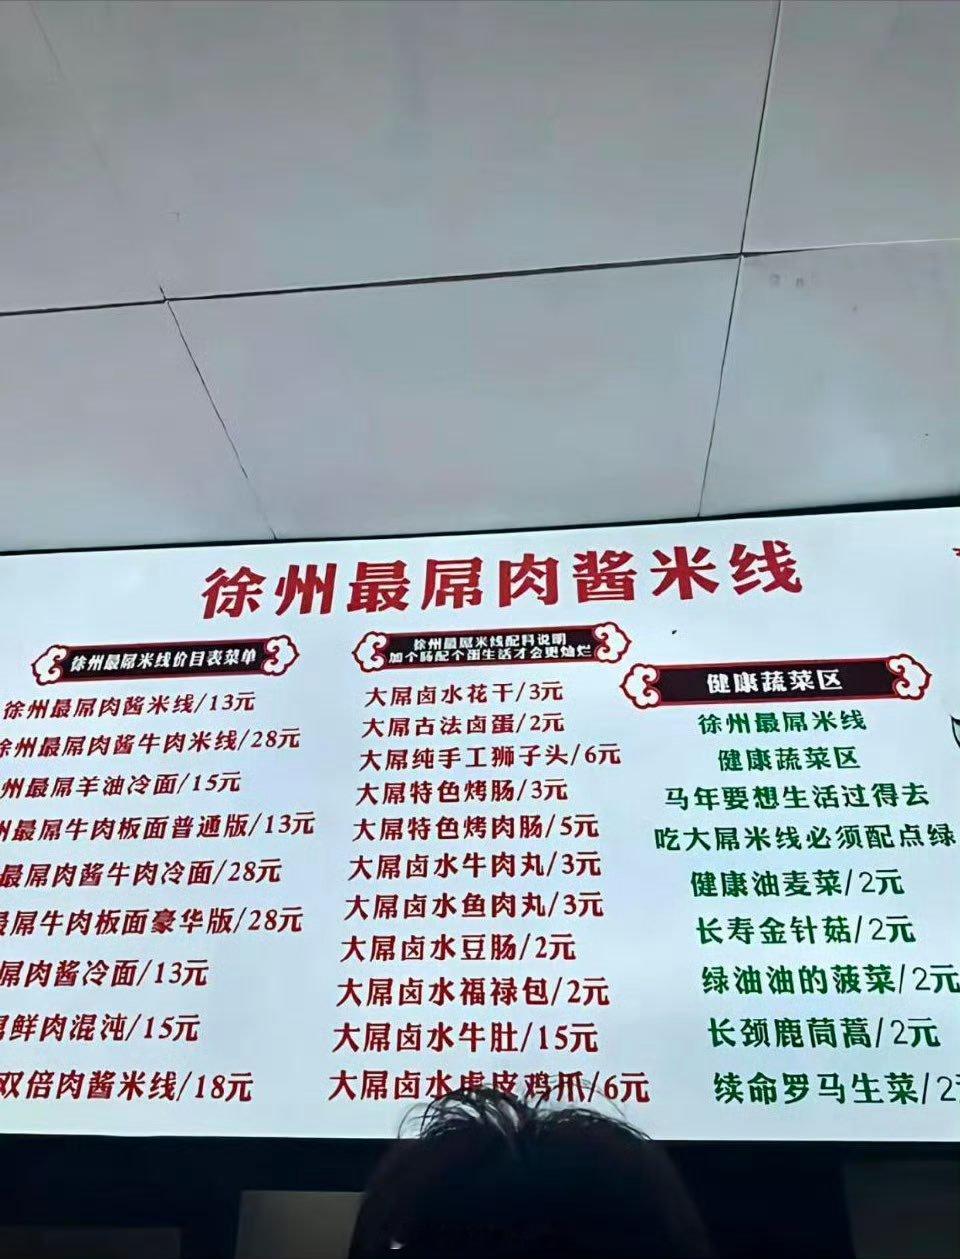 徐州最屌肉酱米线
徐州最屌米线价目表菜单
徐州最屌肉酱米线/13元
徐州最屌肉酱牛肉米线/28元
州最屌羊油冷面/15元
州最屌牛肉板面普通版/13元
最屌肉酱牛肉冷面/28元
最屌牛肉板面豪华版/28元
屌肉酱冷面/13元
屌鲜肉混沌/15元
双倍肉酱米线/18元
徐州最屌米线配料说明
加个肠配个蛋生活才会更灿烂
大屌卤水花干/3元
大屌古法卤蛋/2元
大屌纯手工狮子头/6元
大屌特色烤肠/3元
大屌特色烤肉肠/5元
大屌卤水牛肉丸/3元
大屌卤水鱼肉丸/3元
大屌卤水豆肠/2元
大屌卤水福禄包/2元
大屌卤水牛肚/15元
大屌卤水虎皮鸡爪/6元
健康蔬菜区
徐州最屌米线
健康蔬菜区
马年要想生活过得去
吃大屌米线必须配点绿
健康油麦菜/2元
长寿金针菇/2元
绿油油的菠菜/2元
长颈鹿茼蒿/2元
续命罗马生菜/2元